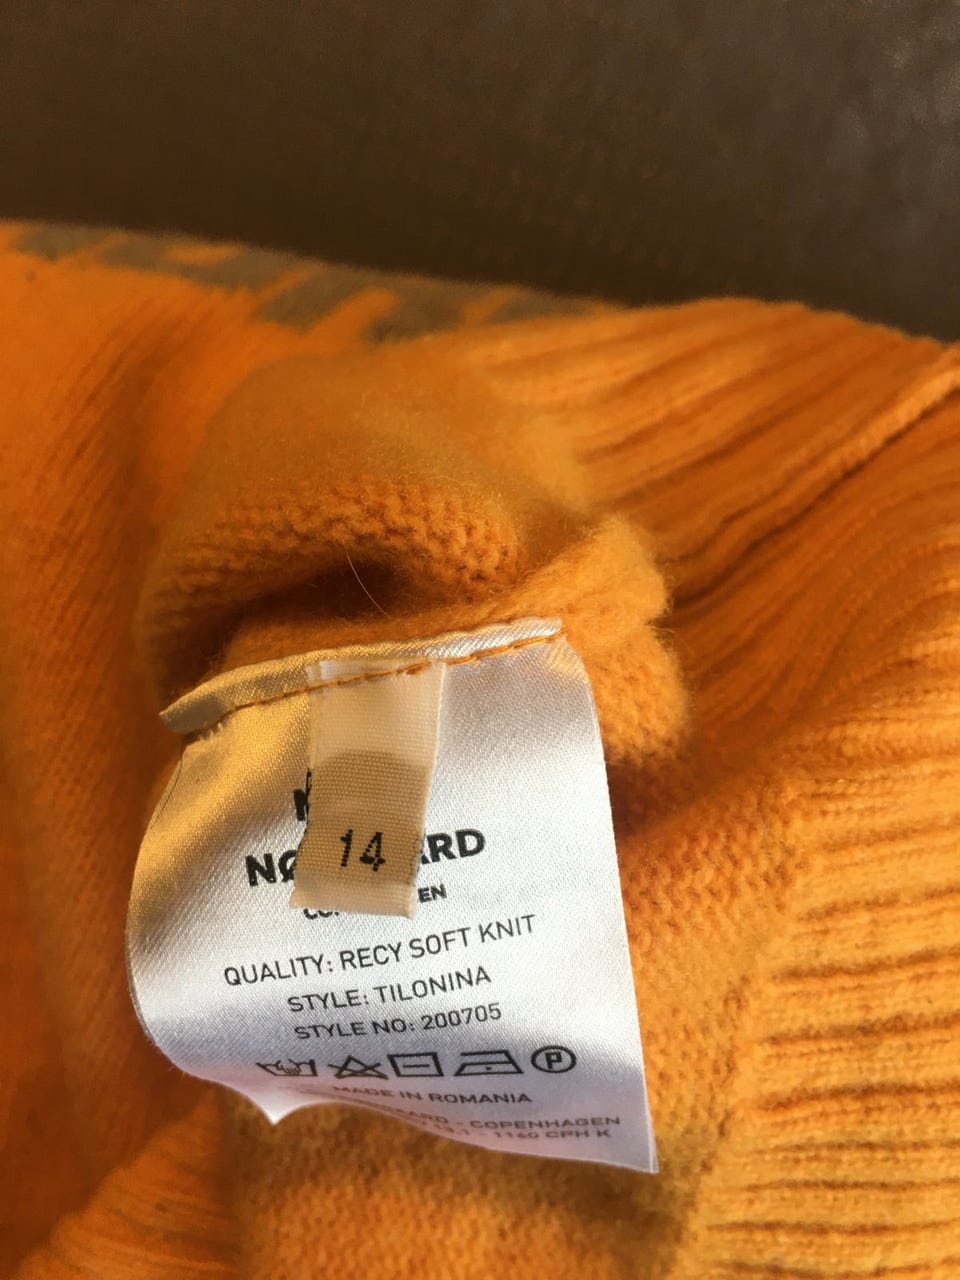 14
QUALITY: RECY SOFT KNIT
STYLE: TILONINA
STYLE NO: 200705
P
MADE IN ROMANIA
- COPENHAGEN
- 1160 CPH K